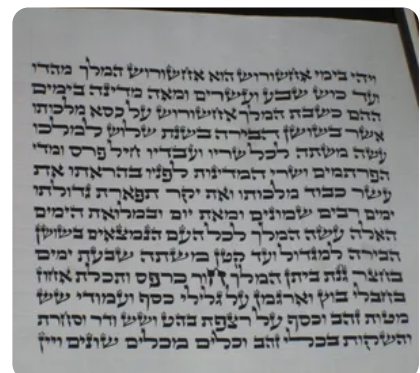 ויהי בימי אחשורוש הוא אחשורוש המלך מהדו
ועד כוש שבע ועשרים ומאה מדינה בימים
ההם כשבת המלך אחשורוש על כסא מלכותו
אשר בשושן הבירה בשנת שלוש למלכו
עשה משתה לכל שריו ועבדיו חיל פרס ומדי
הפרתמים ושרי המדינות לפניו בהראתו את
עשר כבוד מלכותו ואת יקר תפארת גדולתו
ימים רבים שמונים ומאת יום ובמלואת הימים
האלה עשה המלך לכל העם הנמצאים בשושן
הבירה למגדול ועד קטן משתה שבעת ימים
בחצר גנת ביתן המלך חור כרפס ותכלת אחוז
בחבלי בוץ וארגמן על גלילי כסף ועמודי שש
מטות זהב וכסף על רצפת בהט ושש ודר וסחרת
והשקות בכלי זהב וכלים מכלים שונים ויין